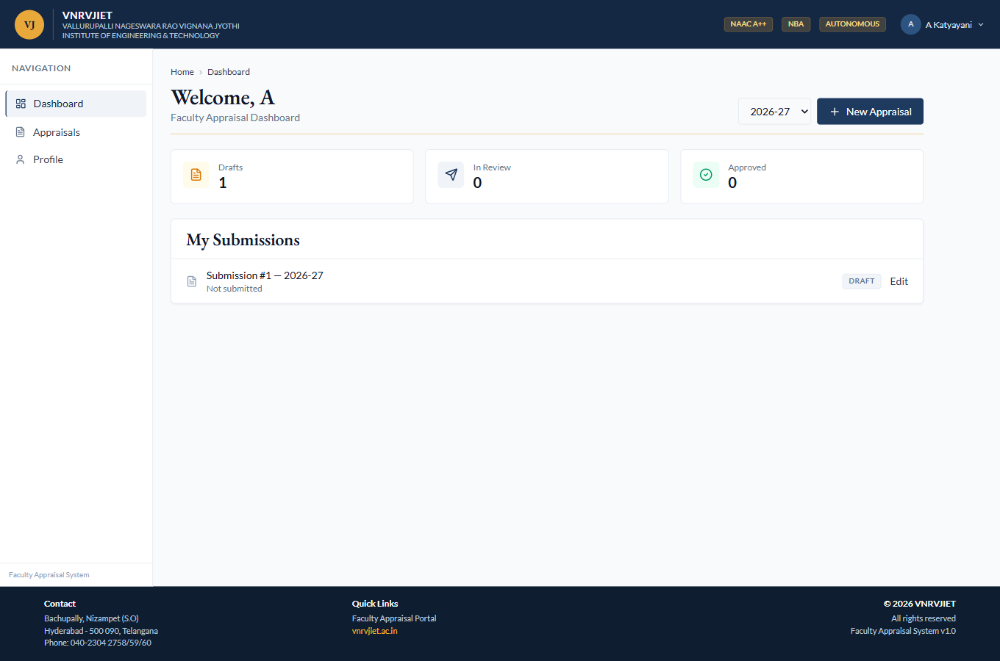 VJ
VNRVJIET
VALLURUPALLI NAGESWARA RAO VIGNANA JYOTHI
INSTITUTE OF ENGINEERING & TECHNOLOGY
NAAC A++
NBA
AUTONOMOUS
A
A Katyayani
NAVIGATION
Dashboard
Appraisals
Profile
Faculty Appraisal System
Home › Dashboard
Welcome, A
Faculty Appraisal Dashboard
2026-27
+ New Appraisal
Drafts
1
In Review
0
Approved
0
My Submissions
Submission #1 — 2026-27
Not submitted
DRAFT
Edit
Contact
Bachupally, Nizampet (S.O)
Hyderabad - 500 090, Telangana
Phone: 040-2304 2758/59/60
Quick Links
Faculty Appraisal Portal
vnrvjiet.ac.in
© 2026 VNRVJIET
All rights reserved
Faculty Appraisal System v1.0